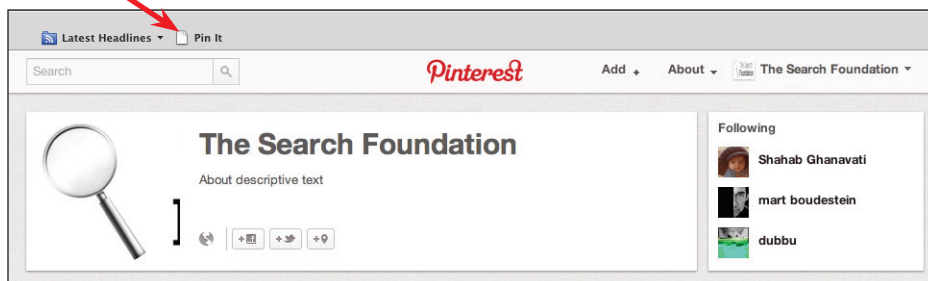 Latest Headlines Pin It
Search Pinterest Add + About The Search Foundation
The Search Foundation
About descriptive text
Following
Shahab Ghanavati
mart boudestein
dubbu